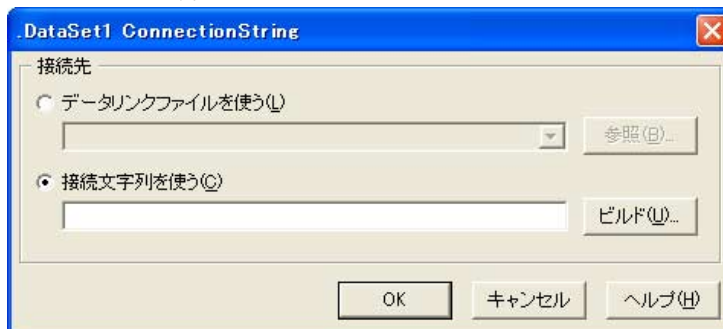 .DataSet1 ConnectionString
接続先
データリンクファイルを使う(L)
参照(B)...
接続文字列を使う(C)
ビルド(U)...
OK キャンセル ヘルプ(H)